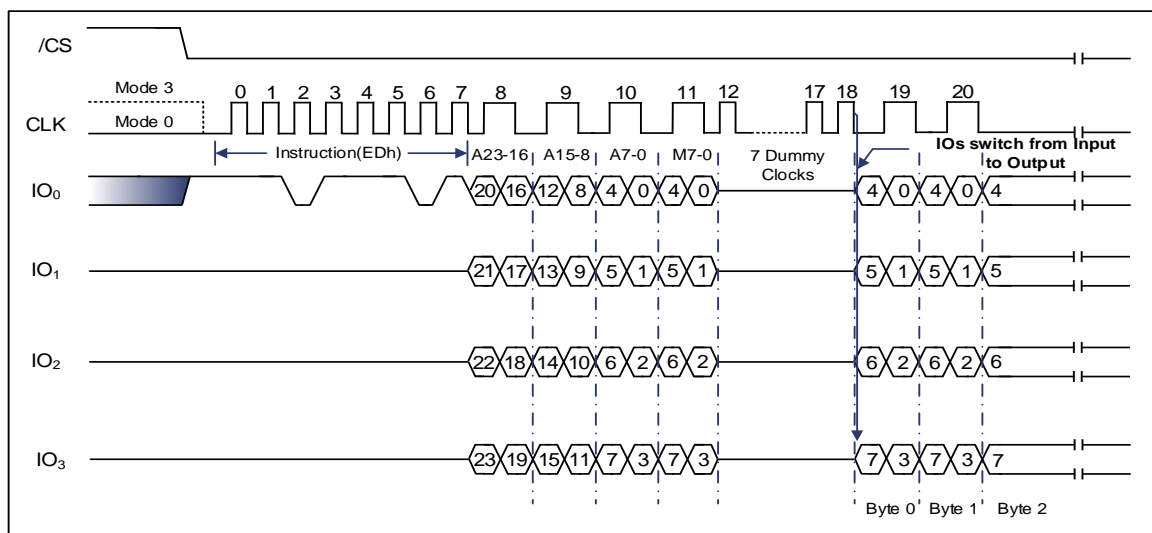 /CS
Mode 3
0 1 2 3 4 5 6 7 8 9 10 11 12 17 18 19 20
CLK
Mode 0
Instruction(EDh) A23-16 A15-8 A7-0 M7-0 7 Dummy Clocks
IOs switch from Input to Output
IO₀ 20 16 12 8 4 0 4 0 4 0 4 0 4
IO₁ 21 17 13 9 5 1 5 1 5 1 5 1 5
IO₂ 22 18 14 10 6 2 6 2 6 2 6 2 6
IO₃ 23 19 15 11 7 3 7 3 7 3 7 3 7
Byte 0 Byte 1 Byte 2